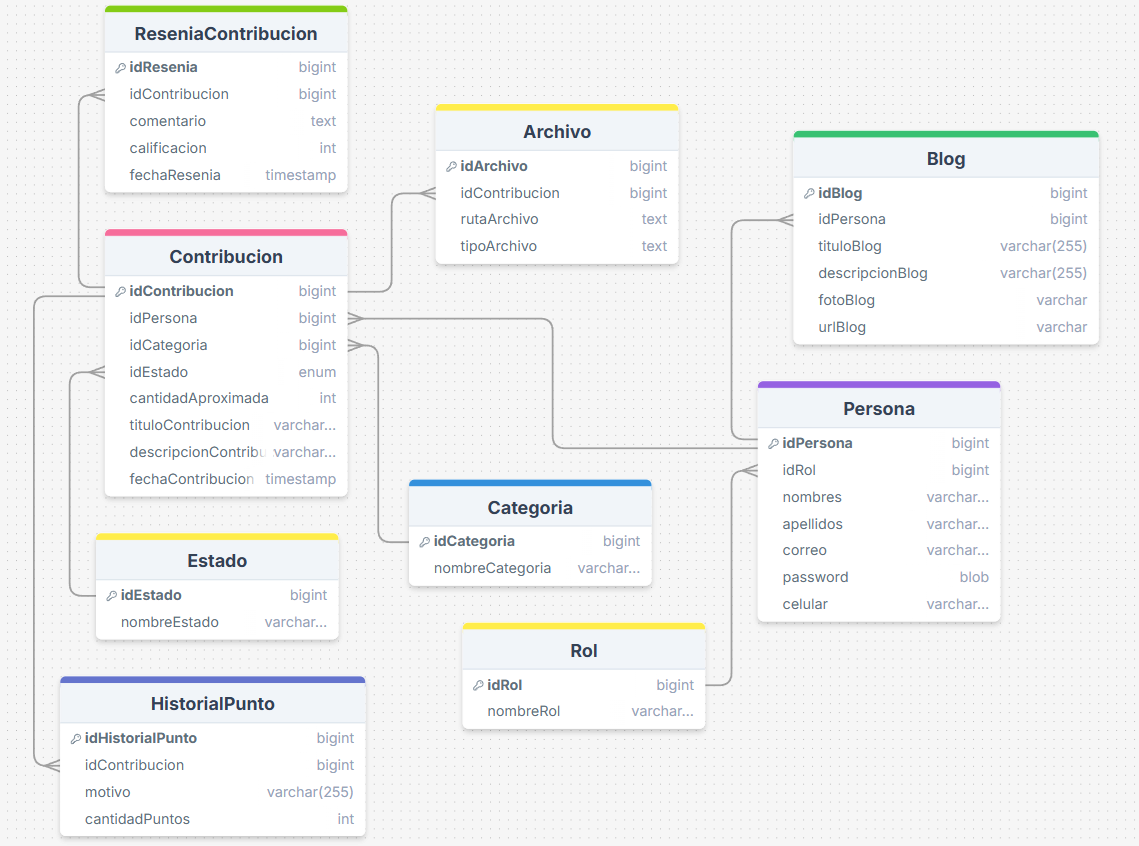 ReseniaContribucion
idResenia bigint
idContribucion bigint
comentario text
calificacion int
fechaResenia timestamp
Archivo
idArchivo bigint
idContribucion bigint
rutaArchivo text
tipoArchivo text
Blog
idBlog bigint
idPersona bigint
tituloBlog varchar(255)
descripcionBlog varchar(255)
fotoBlog varchar
urlBlog varchar
Contribucion
idContribucion bigint
idPersona bigint
idCategoria bigint
idEstado enum
cantidadAproximada int
tituloContribucion varchar...
descripcionContribu varchar...
fechaContribucion timestamp
Persona
idPersona bigint
idRol bigint
nombres varchar...
apellidos varchar...
correo varchar...
password blob
celular varchar...
Categoria
idCategoria bigint
nombreCategoria varchar...
Estado
idEstado bigint
nombreEstado varchar...
Rol
idRol bigint
nombreRol varchar...
HistorialPunto
idHistorialPunto bigint
idContribucion bigint
motivo varchar(255)
cantidadPuntos int